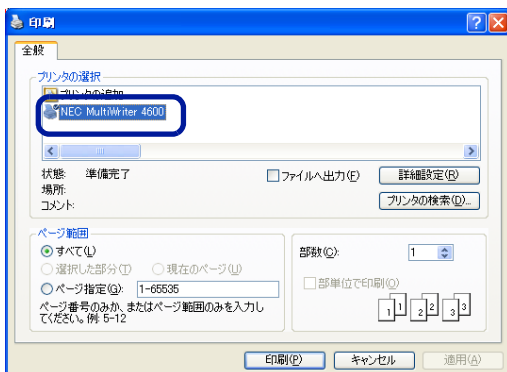 印刷
全般
プリンタの選択
プリンタの追加
NEC MultiWriter 4600
状態: 準備完了
場所:
コメント:
ファイルへ出力(F)
詳細設定(R)
プリンタの検索(D)...
ページ範囲
すべて(L)
選択した部分(T) 現在のページ(U)
ページ指定(G): 1-65535
ページ番号のみか、またはページ範囲のみを入力し
てください。例: 5-12
部数(C): 1
部単位で印刷(O)
1 1 2 2 3 3
印刷(P) キャンセル 適用(A)